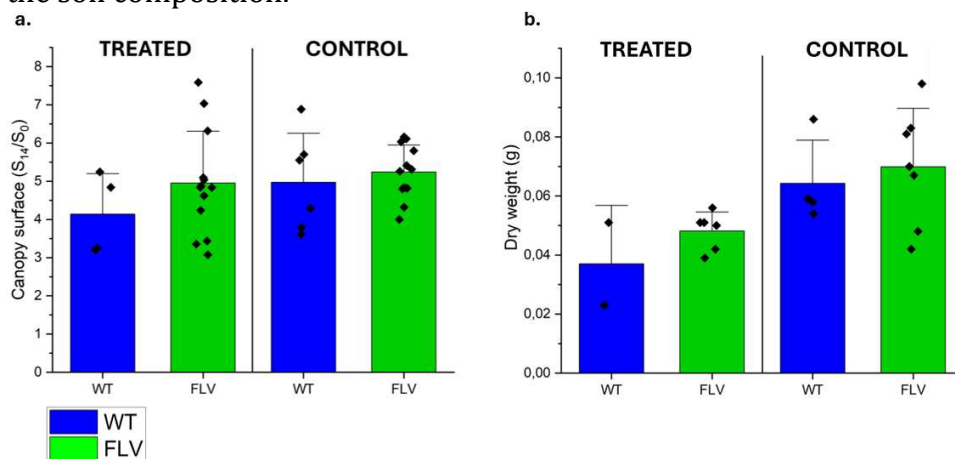 the soil composition.
a.
b.
TREATED CONTROL
TREATED CONTROL
Canopy surface (S14/S0)
8
7
6
5
4
3
2
1
0
WT FLV WT FLV
Dry weight (g)
0,10
0,08
0,06
0,04
0,02
0,00
WT FLV WT FLV
WT
FLV